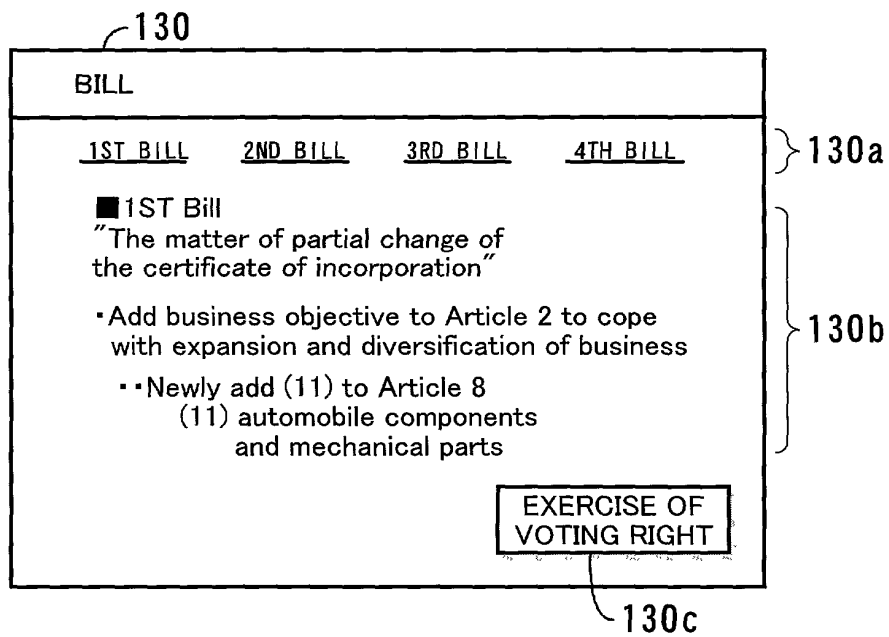 130
BILL
1ST BILL 2ND BILL 3RD BILL 4TH BILL
130a
■1ST Bill
"The matter of partial change of
the certificate of incorporation"
・Add business objective to Article 2 to cope
with expansion and diversification of business
130b
・・Newly add (11) to Article 8
(11) automobile components
and mechanical parts
EXERCISE OF
VOTING RIGHT
130c